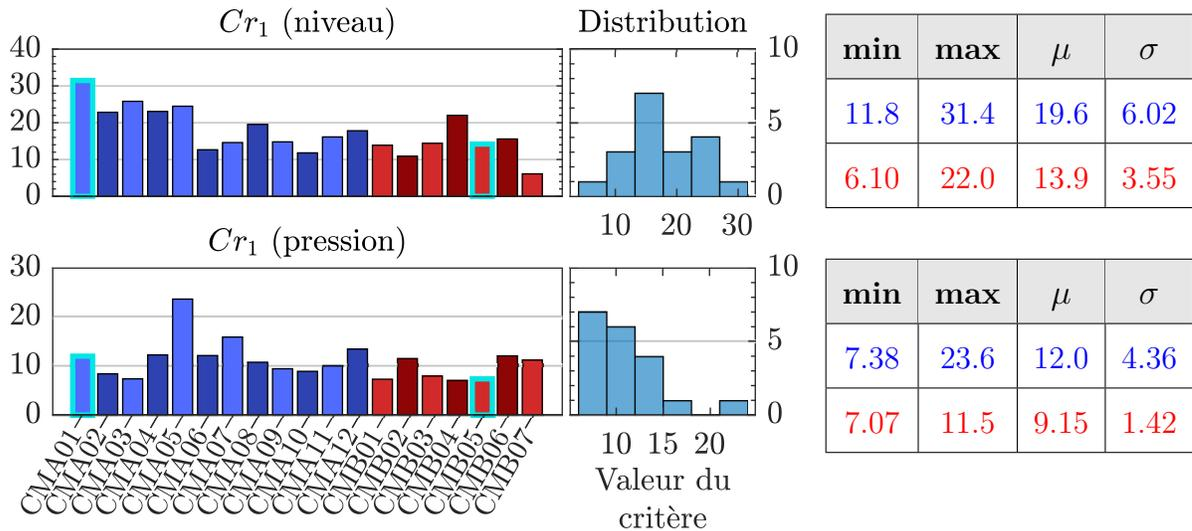 Cr1 (niveau)
40
30
20
10
0
Distribution
10
5
0
10 20 30
min max μ σ
11.8 31.4 19.6 6.02
6.10 22.0 13.9 3.55
Cr1 (pression)
30
20
10
0
CMA01
CMA02
CMA03
CMA04
CMA05
CMA06
CMA07
CMA08
CMA09
CMA10
CMA11
CMA12
CMB01
CMB02
CMB03
CMB04
CMB05
CMB06
CMB07
10
5
0
10 15 20
Valeur du
critère
min max μ σ
7.38 23.6 12.0 4.36
7.07 11.5 9.15 1.42